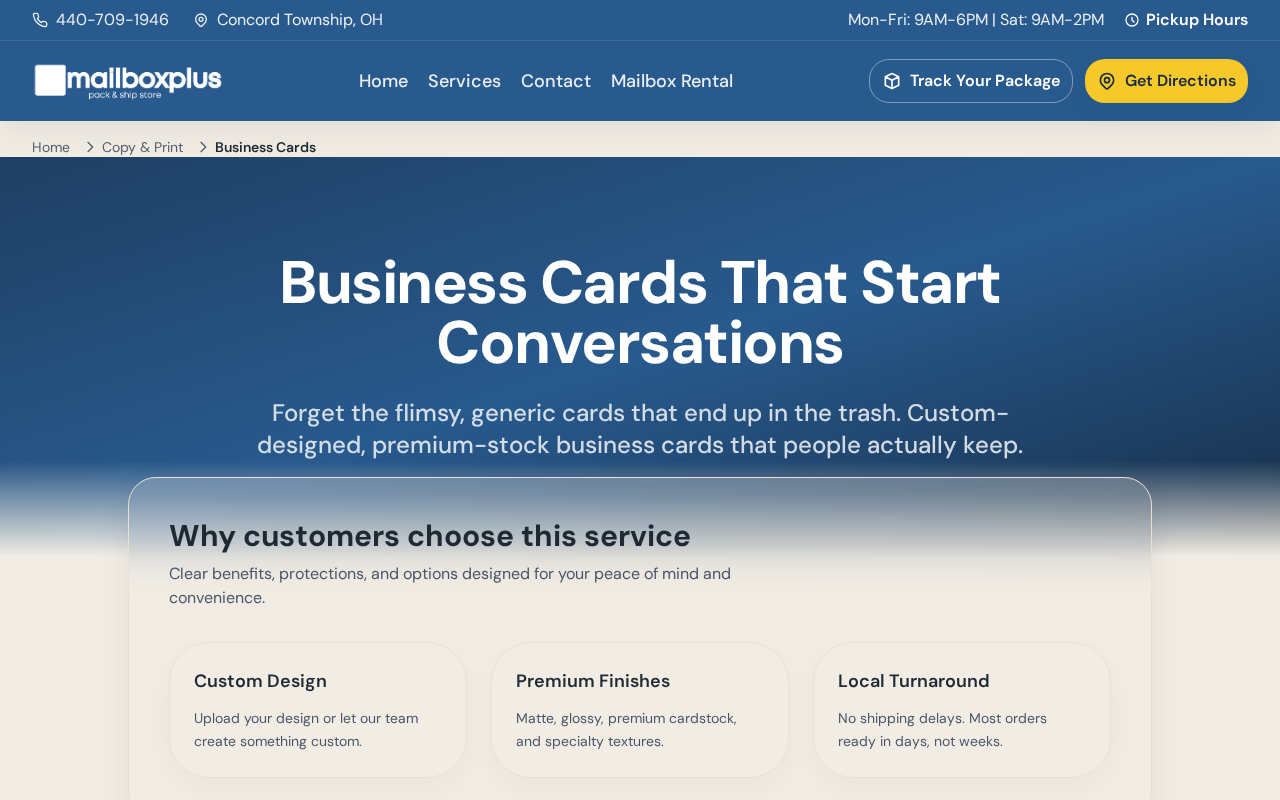 440-709-1946
Concord Township, OH
Mon-Fri: 9AM-6PM | Sat: 9AM-2PM
Pickup Hours
mailboxplus
pack & ship store
Home
Services
Contact
Mailbox Rental
Track Your Package
Get Directions
Home
Copy & Print
Business Cards
Business Cards That Start
Conversations
Forget the flimsy, generic cards that end up in the trash. Custom-
designed, premium-stock business cards that people actually keep.
Why customers choose this service
Clear benefits, protections, and options designed for your peace of mind and
convenience.
Custom Design
Upload your design or let our team
create something custom.
Premium Finishes
Matte, glossy, premium cardstock,
and specialty textures.
Local Turnaround
No shipping delays. Most orders
ready in days, not weeks.